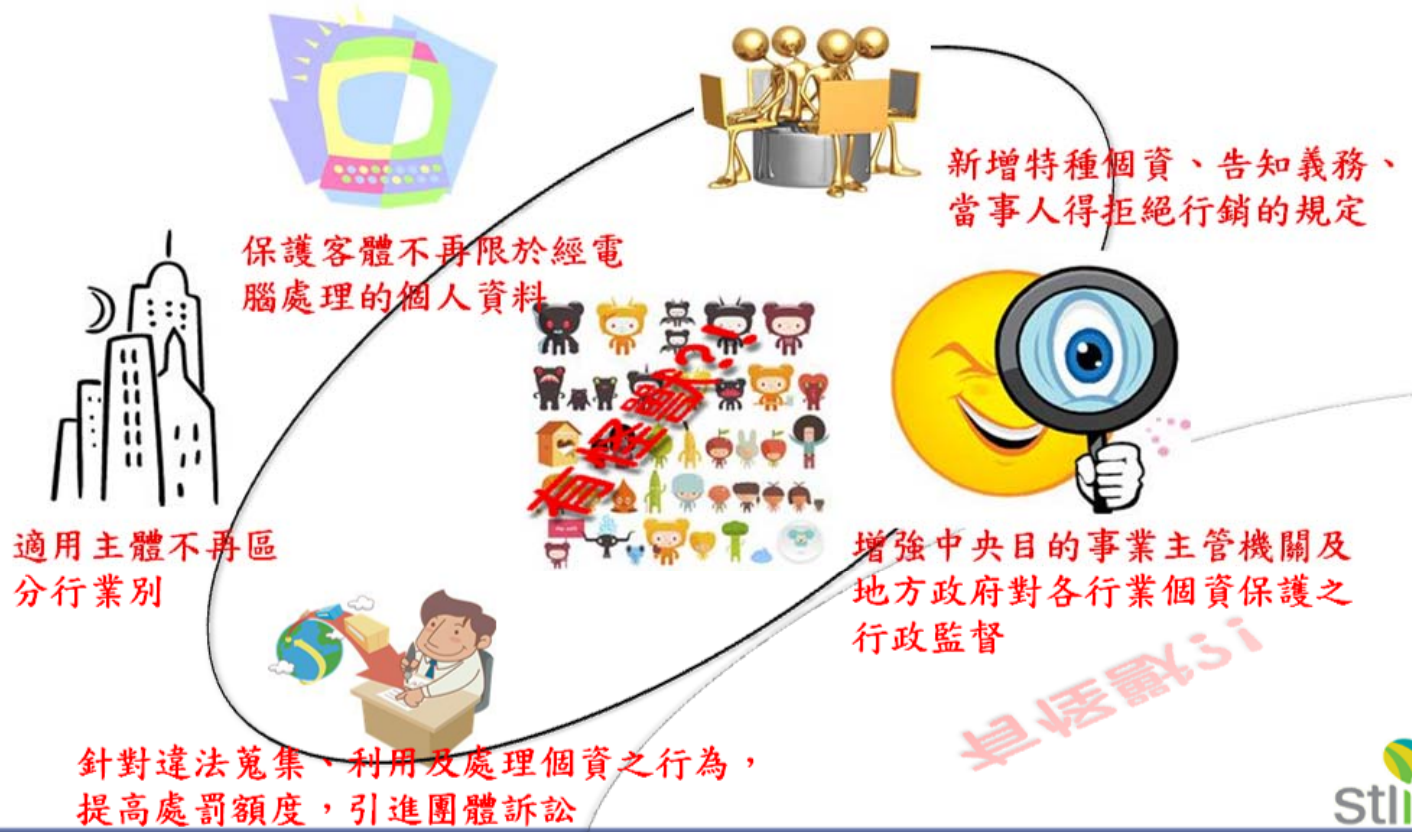 新增特種個資、告知義務、
當事人得拒絕行銷的規定
保護客體不再限於經電
腦處理的個人資料
有怪獸?!
適用主體不再區
分行業別
增強中央目的事業主管機關及
地方政府對各行業個資保護之
行政監督
針對違法蒐集、利用及處理個資之行為，
提高處罰額度，引進團體訴訟